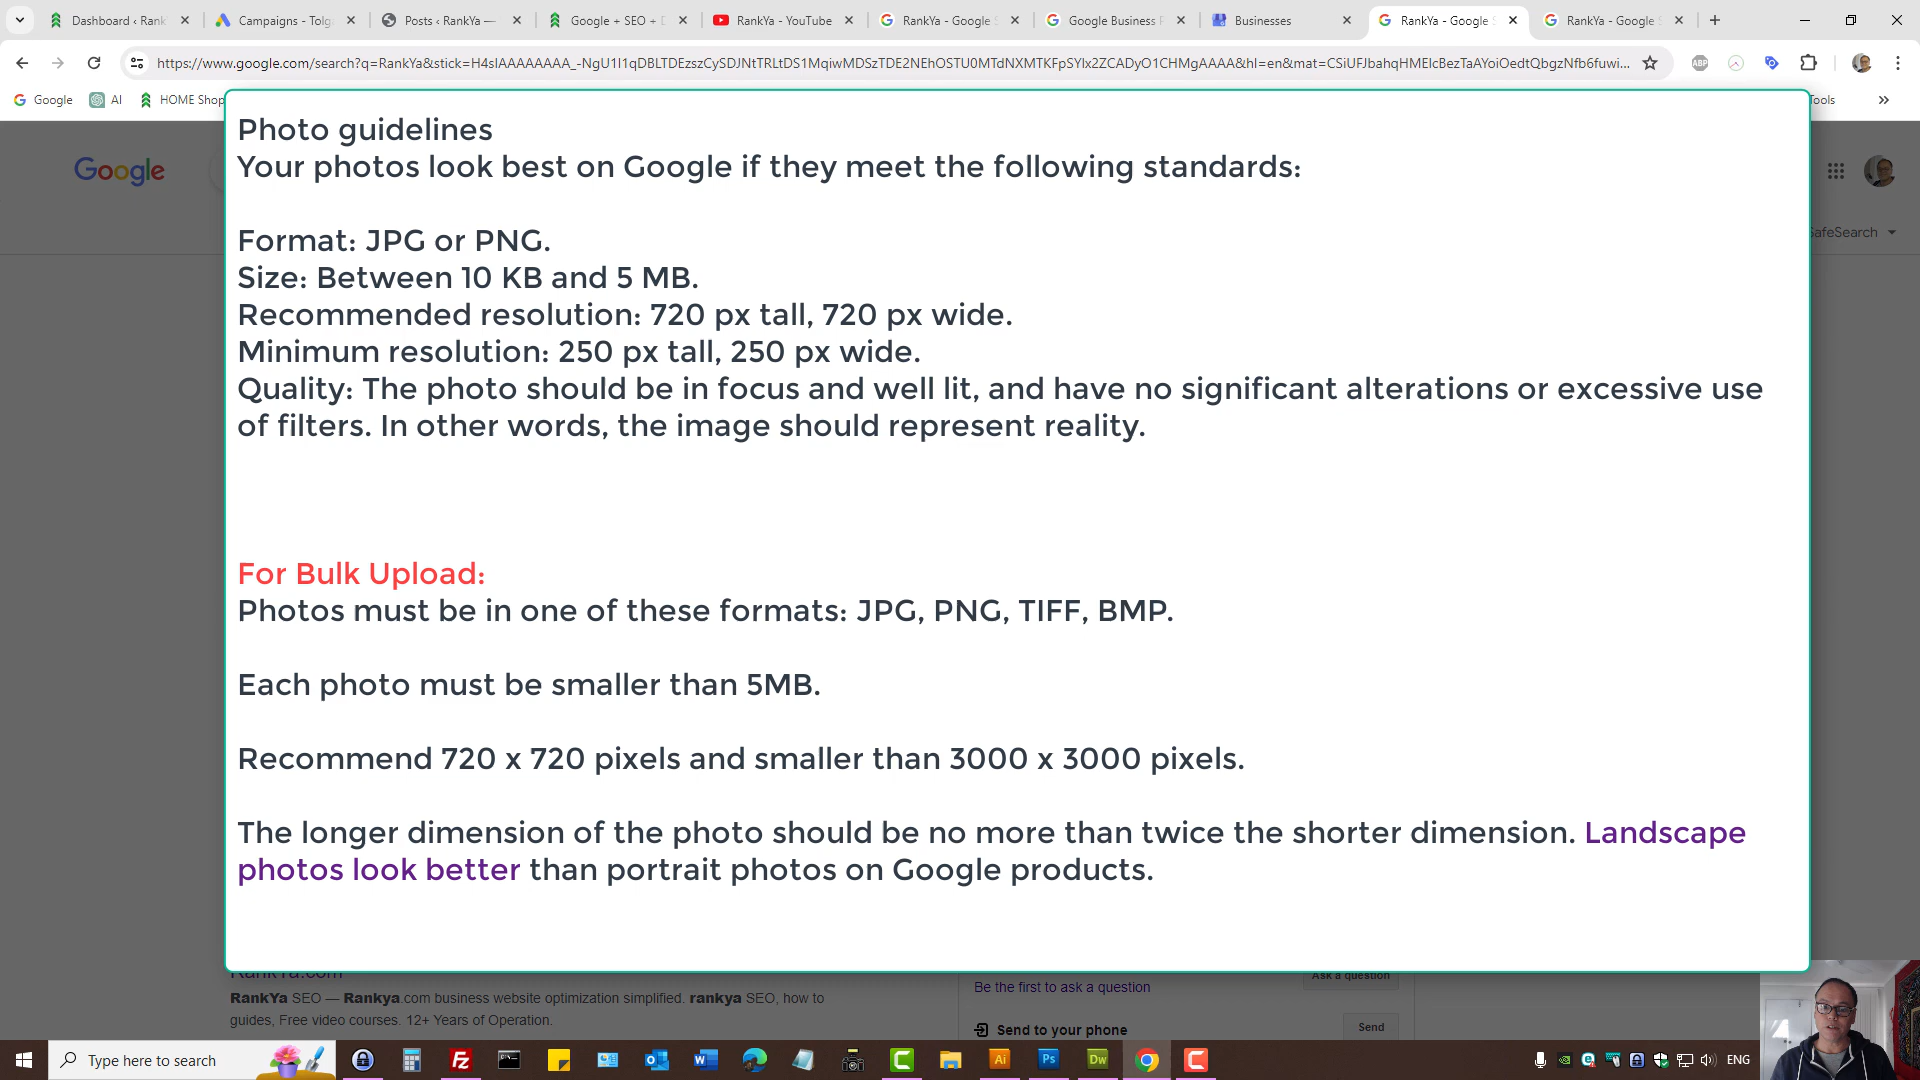 Dashboard ‹ Rank
Campaigns - Tolg
Posts ‹ RankYa —
Google + SEO + E
RankYa - YouTube
RankYa - Google S
Google Business P
Businesses
RankYa - Google S
RankYa - Google S
Google
AI
HOME Shop
Tools
Google
SafeSearch
Photo guidelines
Your photos look best on Google if they meet the following standards:
Format: JPG or PNG.
Size: Between 10 KB and 5 MB.
Recommended resolution: 720 px tall, 720 px wide.
Minimum resolution: 250 px tall, 250 px wide.
Quality: The photo should be in focus and well lit, and have no significant alterations or excessive use
of filters. In other words, the image should represent reality.
For Bulk Upload:
Photos must be in one of these formats: JPG, PNG, TIFF, BMP.
Each photo must be smaller than 5MB.
Recommend 720 x 720 pixels and smaller than 3000 x 3000 pixels.
The longer dimension of the photo should be no more than twice the shorter dimension. Landscape
photos look better than portrait photos on Google products.
RankYa.com
RankYa SEO — Rankya.com business website optimization simplified. rankya SEO, how to
guides, Free video courses. 12+ Years of Operation.
Ask a question
Be the first to ask a question
Send to your phone
Send
Type here to search
ENG